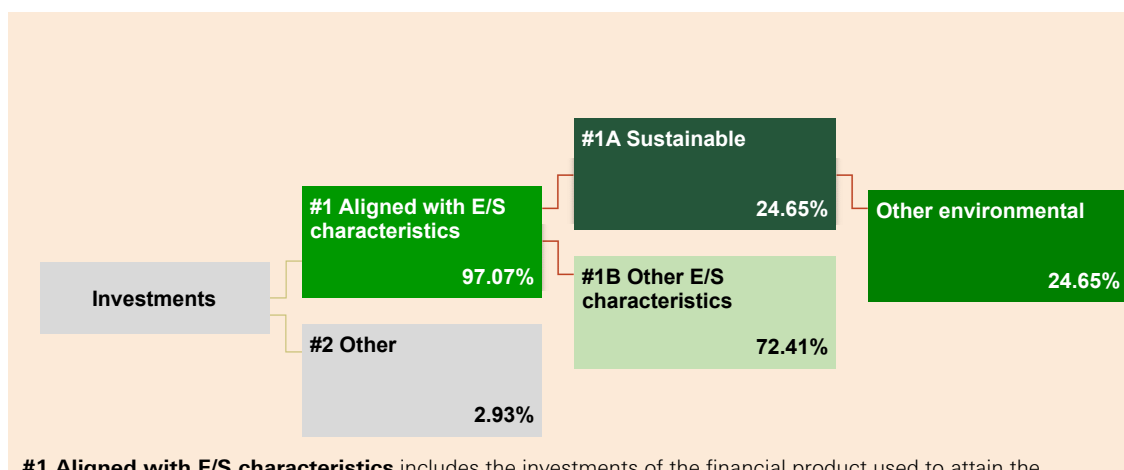 Investments
#1 Aligned with E/S
characteristics
97.07%
#2 Other
2.93%
#1A Sustainable
24.65%
#1B Other E/S
characteristics
72.41%
Other environmental
24.65%
#1 Aligned with E/S characteristics includes the investments of the financial product used to attain the